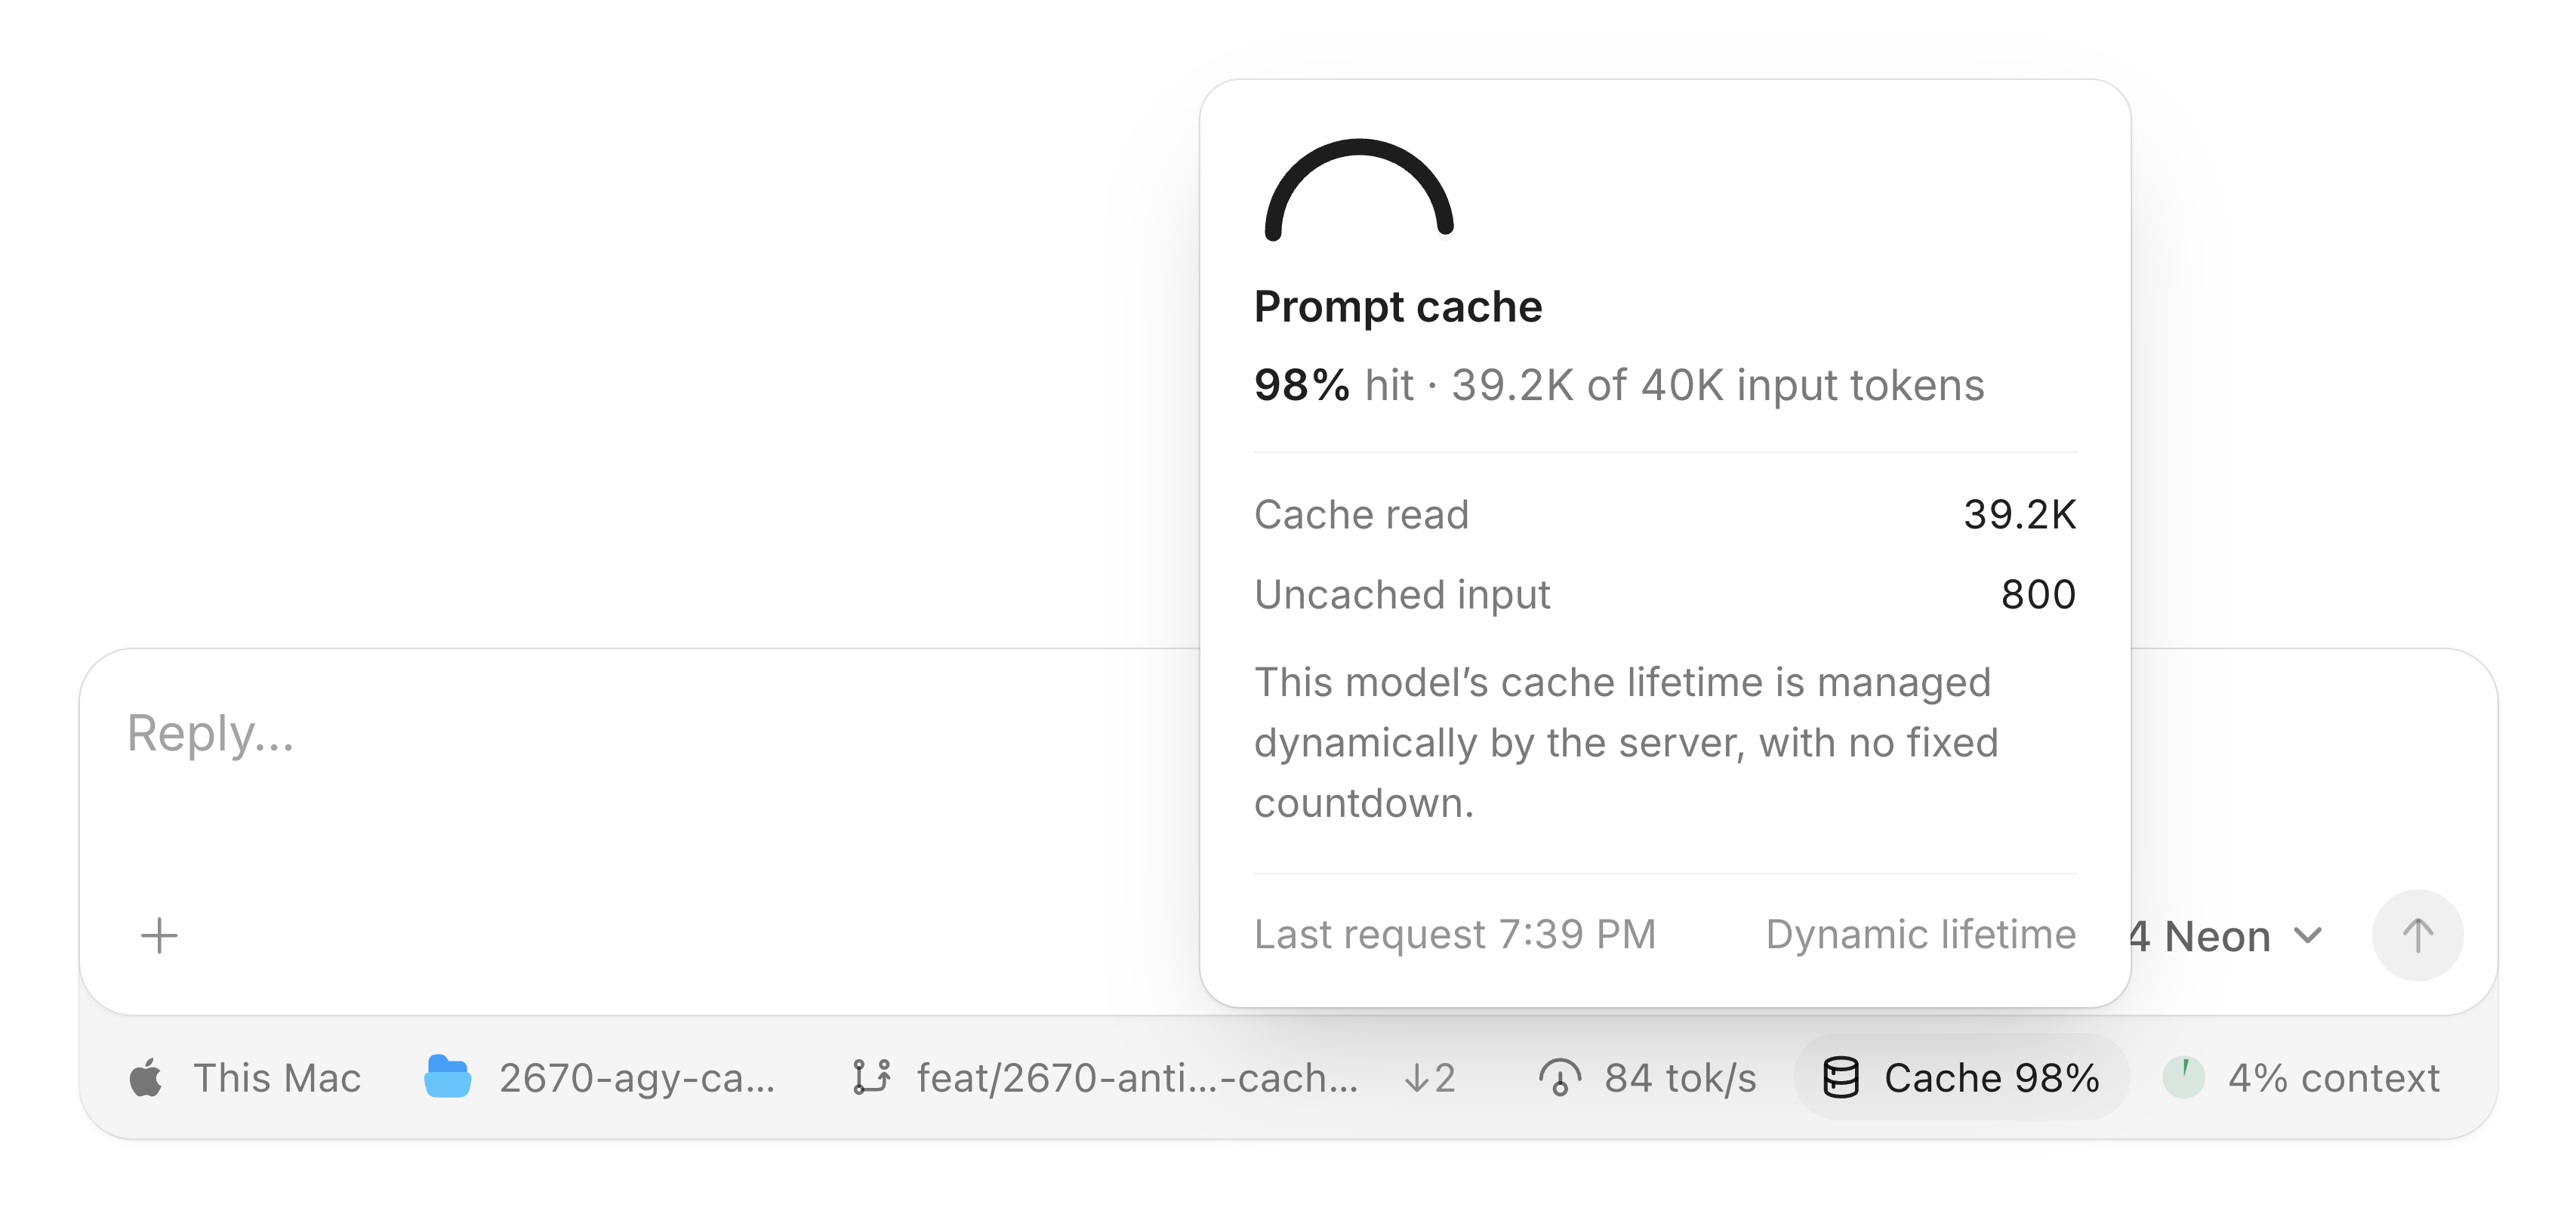 Prompt cache
98% hit · 39.2K of 40K input tokens
Cache read 39.2K
Uncached input 800
This model’s cache lifetime is managed
dynamically by the server, with no fixed
countdown.
Last request 7:39 PM Dynamic lifetime
Reply...
4 Neon
This Mac 2670-agy-ca... feat/2670-anti...-cach... ↓2 84 tok/s Cache 98% 4% context